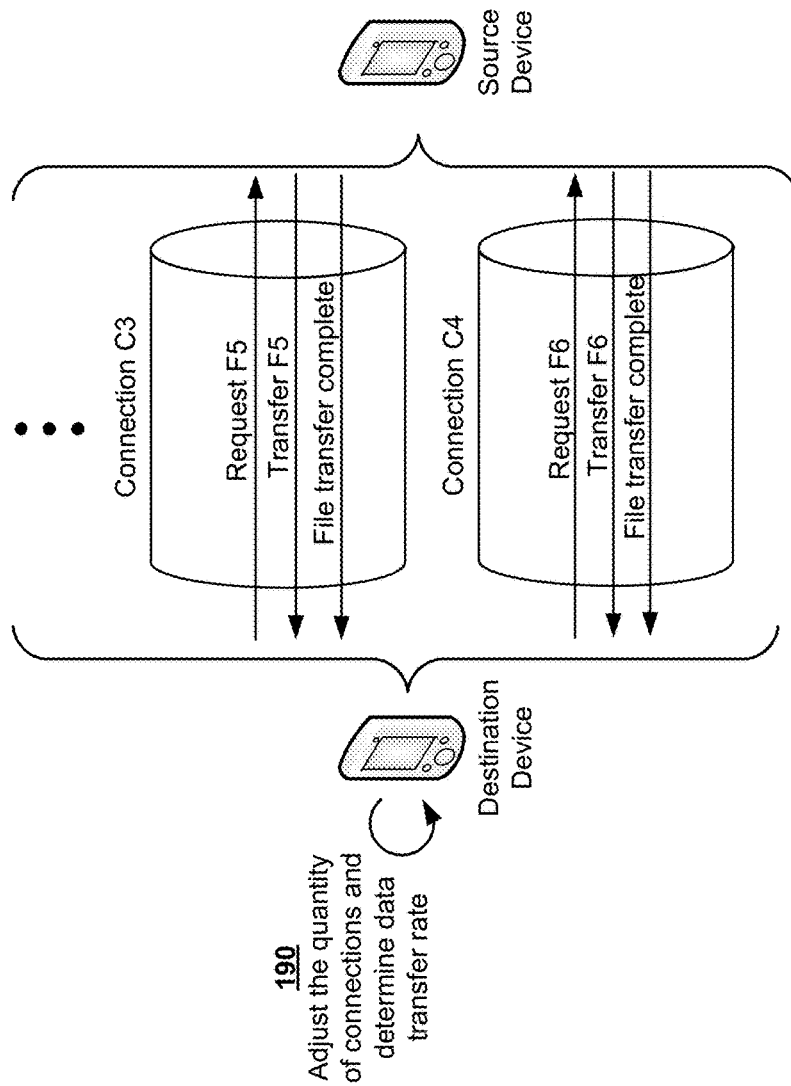 190
Adjust the quantity
of connections and
determine data
transfer rate
Destination
Device
Connection C3
Request F5
Transfer F5
File transfer complete
Connection C4
Request F6
Transfer F6
File transfer complete
Source
Device